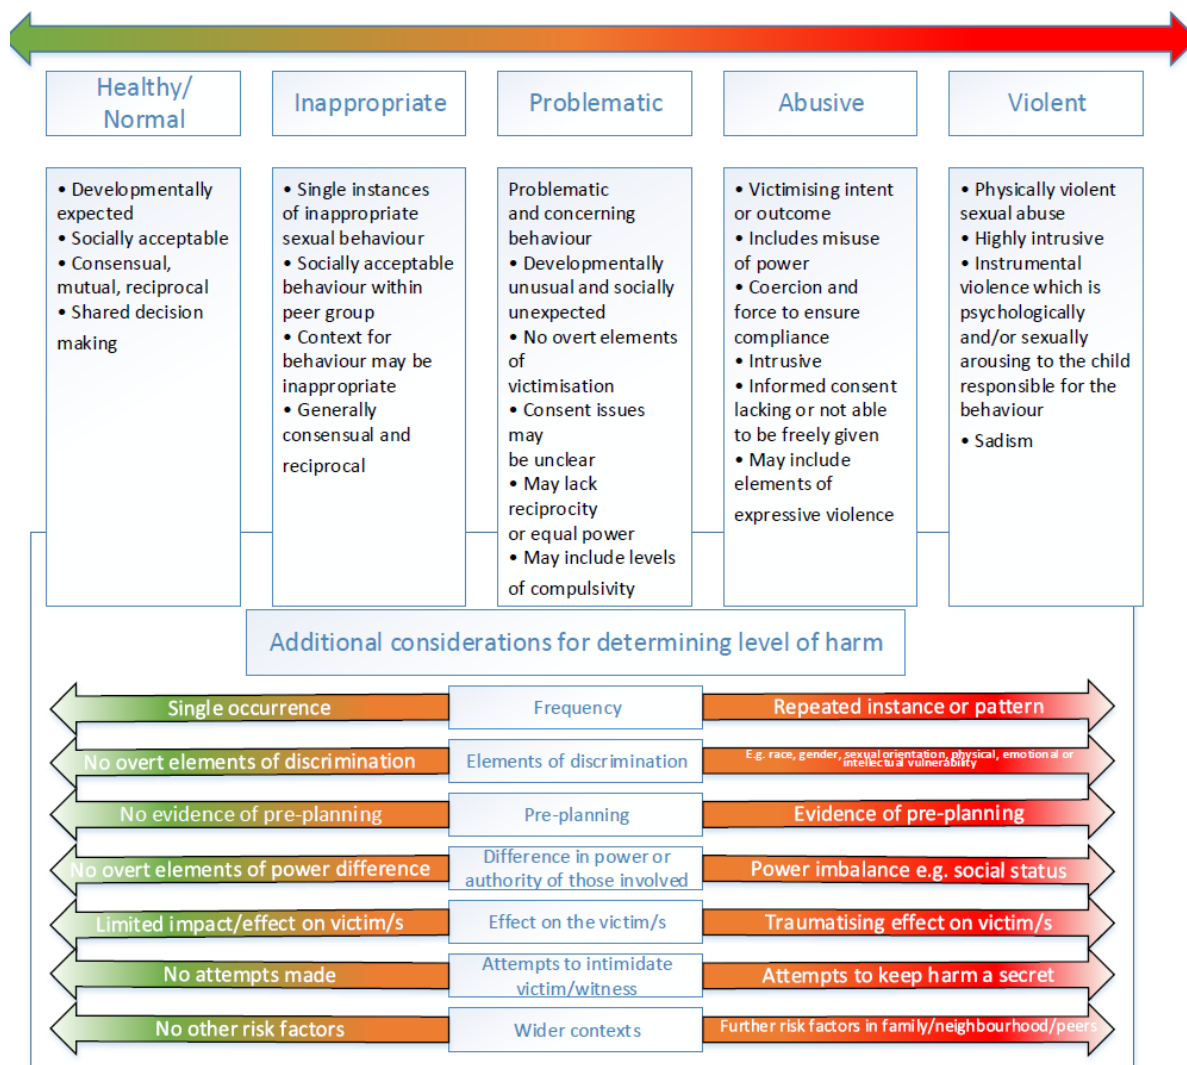 Healthy/
Normal
Inappropriate
Problematic
Abusive
Violent
• Developmentally
expected
• Socially acceptable
• Consensual,
mutual, reciprocal
• Shared decision
making
• Single instances
of inappropriate
sexual behaviour
• Socially acceptable
behaviour within
peer group
• Context for
behaviour may be
inappropriate
• Generally
consensual and
reciprocal
Problematic
and concerning
behaviour
• Developmentally
unusual and socially
unexpected
• No overt elements
of
victimisation
• Consent issues
may
be unclear
• May lack
reciprocity
or equal power
• May include levels
of compulsivity
• Victimising intent
or outcome
• Includes misuse
of power
• Coercion and
force to ensure
compliance
• Intrusive
• Informed consent
lacking or not able
to be freely given
• May include
elements of
expressive violence
• Physically violent
sexual abuse
• Highly intrusive
• Instrumental
violence which is
psychologically
and/or sexually
arousing to the child
responsible for the
behaviour
• Sadism
Additional considerations for determining level of harm
Single occurrence
Frequency
Repeated instance or pattern
No overt elements of discrimination
Elements of discrimination
E.g. race, gender, sexual orientation, physical, emotional or
intellectual vulnerability
No evidence of pre-planning
Pre-planning
Evidence of pre-planning
No overt elements of power difference
Difference in power or
authority of those involved
Power imbalance e.g. social status
Limited impact/effect on victim/s
Effect on the victim/s
Traumatising effect on victim/s
No attempts made
Attempts to intimidate
victim/witness
Attempts to keep harm a secret
No other risk factors
Wider contexts
Further risk factors in family/neighbourhood/peers